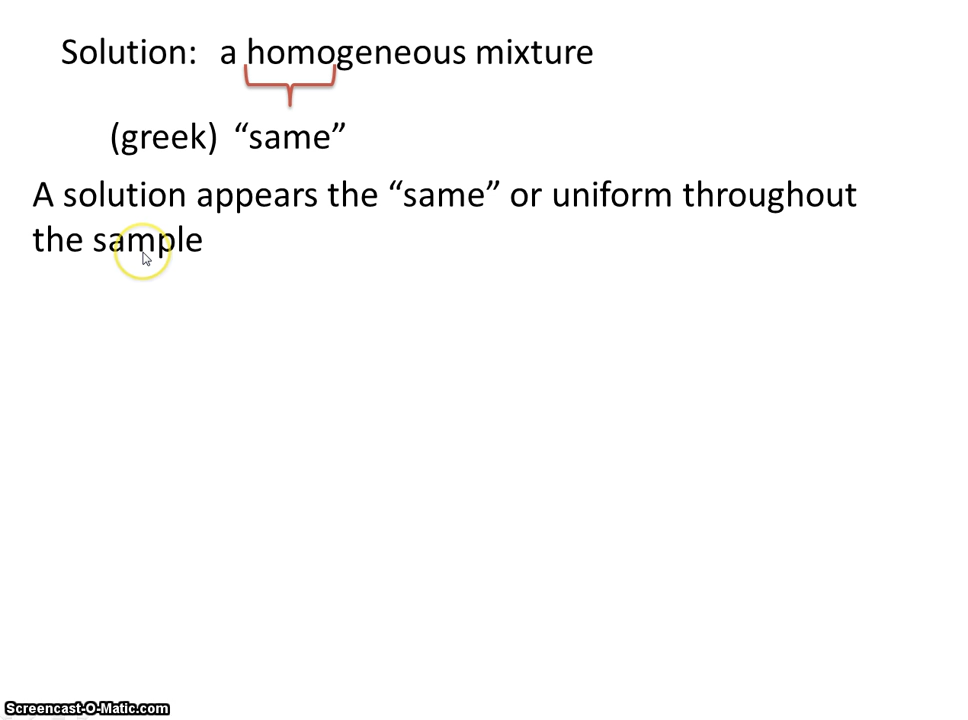 Solution: a homogeneous mixture
(greek) “same”
A solution appears the “same” or uniform throughout
the sample
Screencast-O-Matic.com